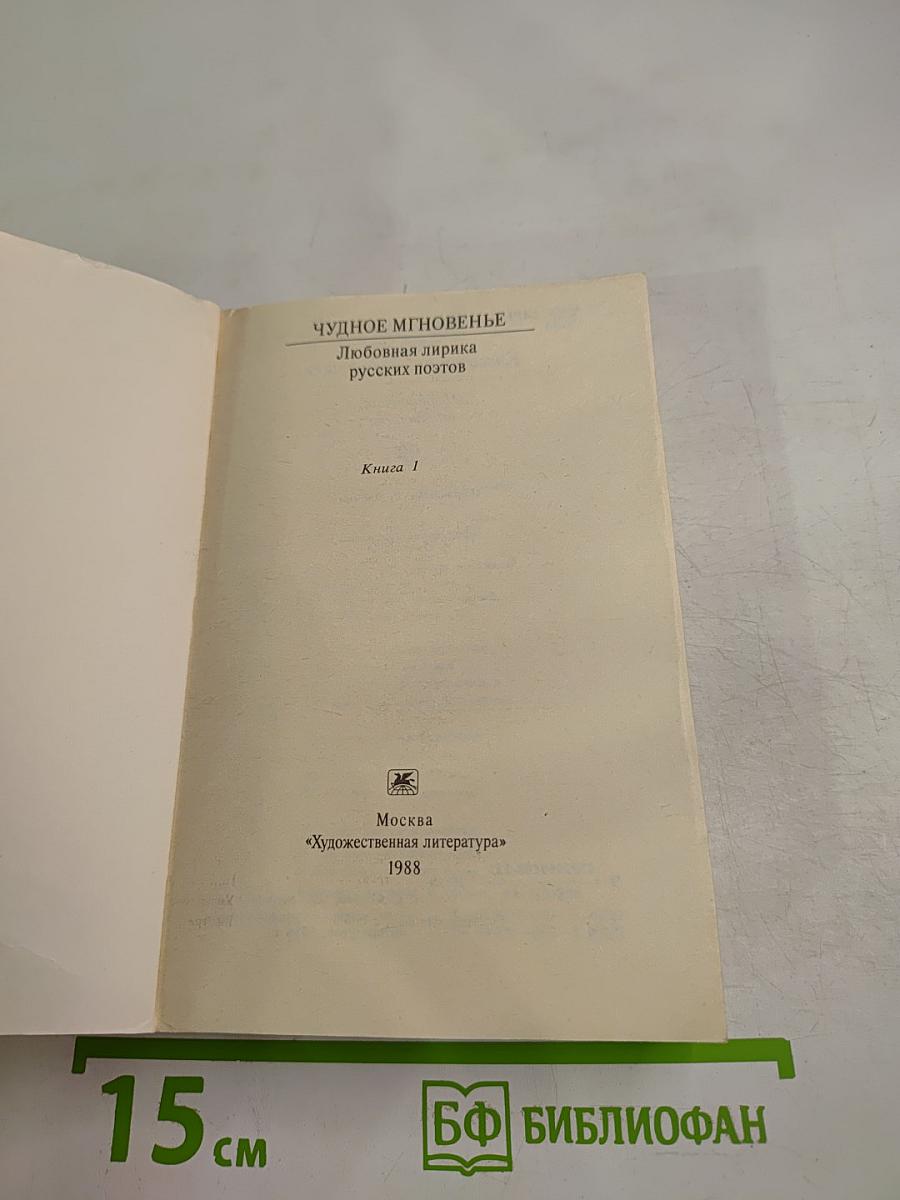 ЧУДНОЕ МГНОВЕНЬЕ
Любовная лирика
русских поэтов
Книга 1
Москва
«Художественная литература»
1988
15 см
БФ БИБЛИОФАН